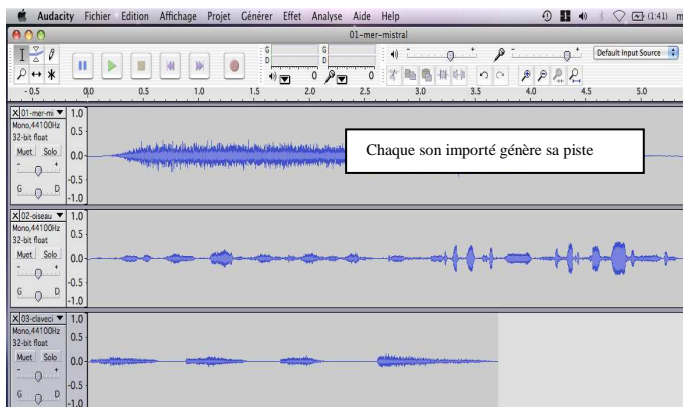 Audacity Fichier Edition Affichage Projet Générer Effet Analyse Aide Help (1:41) m
01-mer-mistral
G D G D Default Input Source
0 0
-0.5 0.0 0.5 1.0 1.5 2.0 2.5 3.0 3.5 4.0 4.5 5.0
X 01-mer-mi 1.0
Mono,44100Hz
32-bit float 0.5
Muet Solo 0.0
- + -0.5
G D -1.0
Chaque son importé génère sa piste
X 02-oiseau 1.0
Mono,44100Hz
32-bit float 0.5
Muet Solo 0.0
- + -0.5
G D -1.0
X 03-claveci 1.0
Mono,44100Hz
32-bit float 0.5
Muet Solo 0.0
- + -0.5
G D -1.0